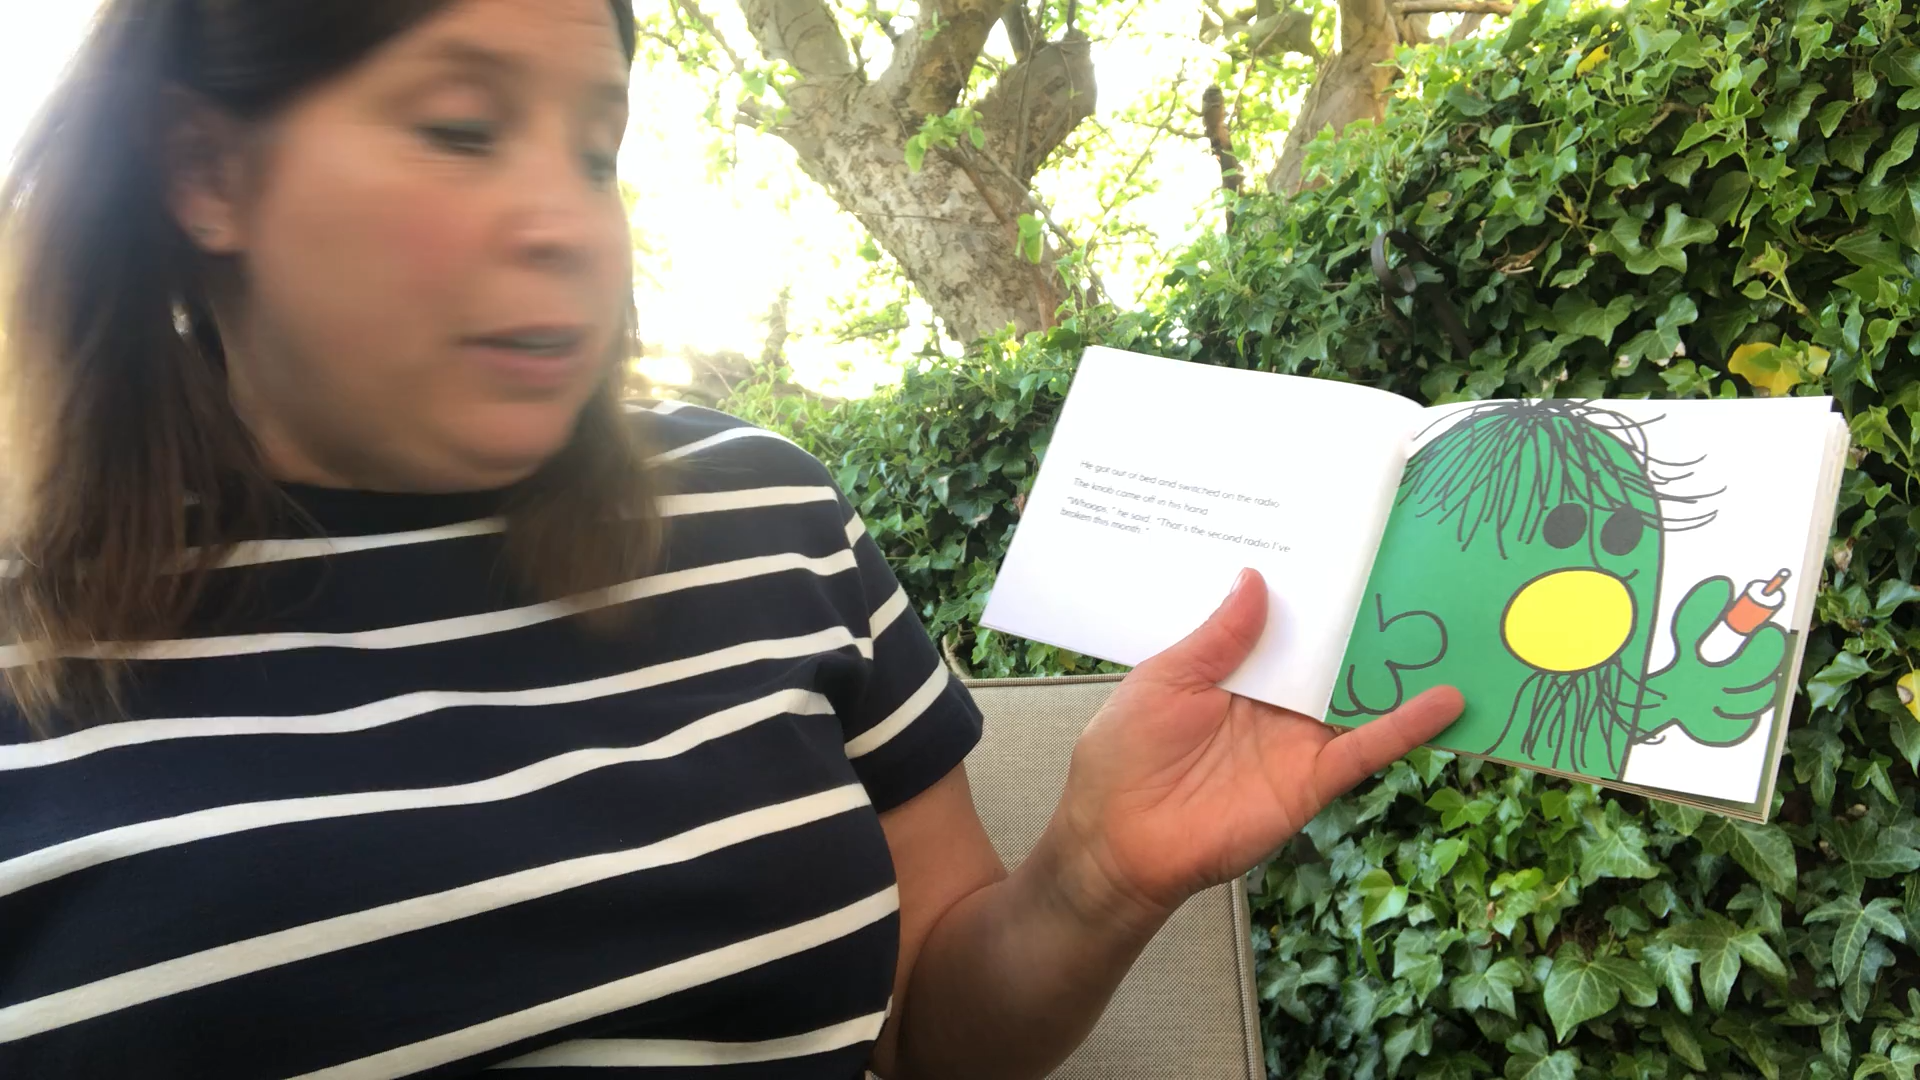 He got out of bed and switched on the radio.
The knob came off in his hand.
"Whoops," he said. "That's the second radio I've
broken this month."